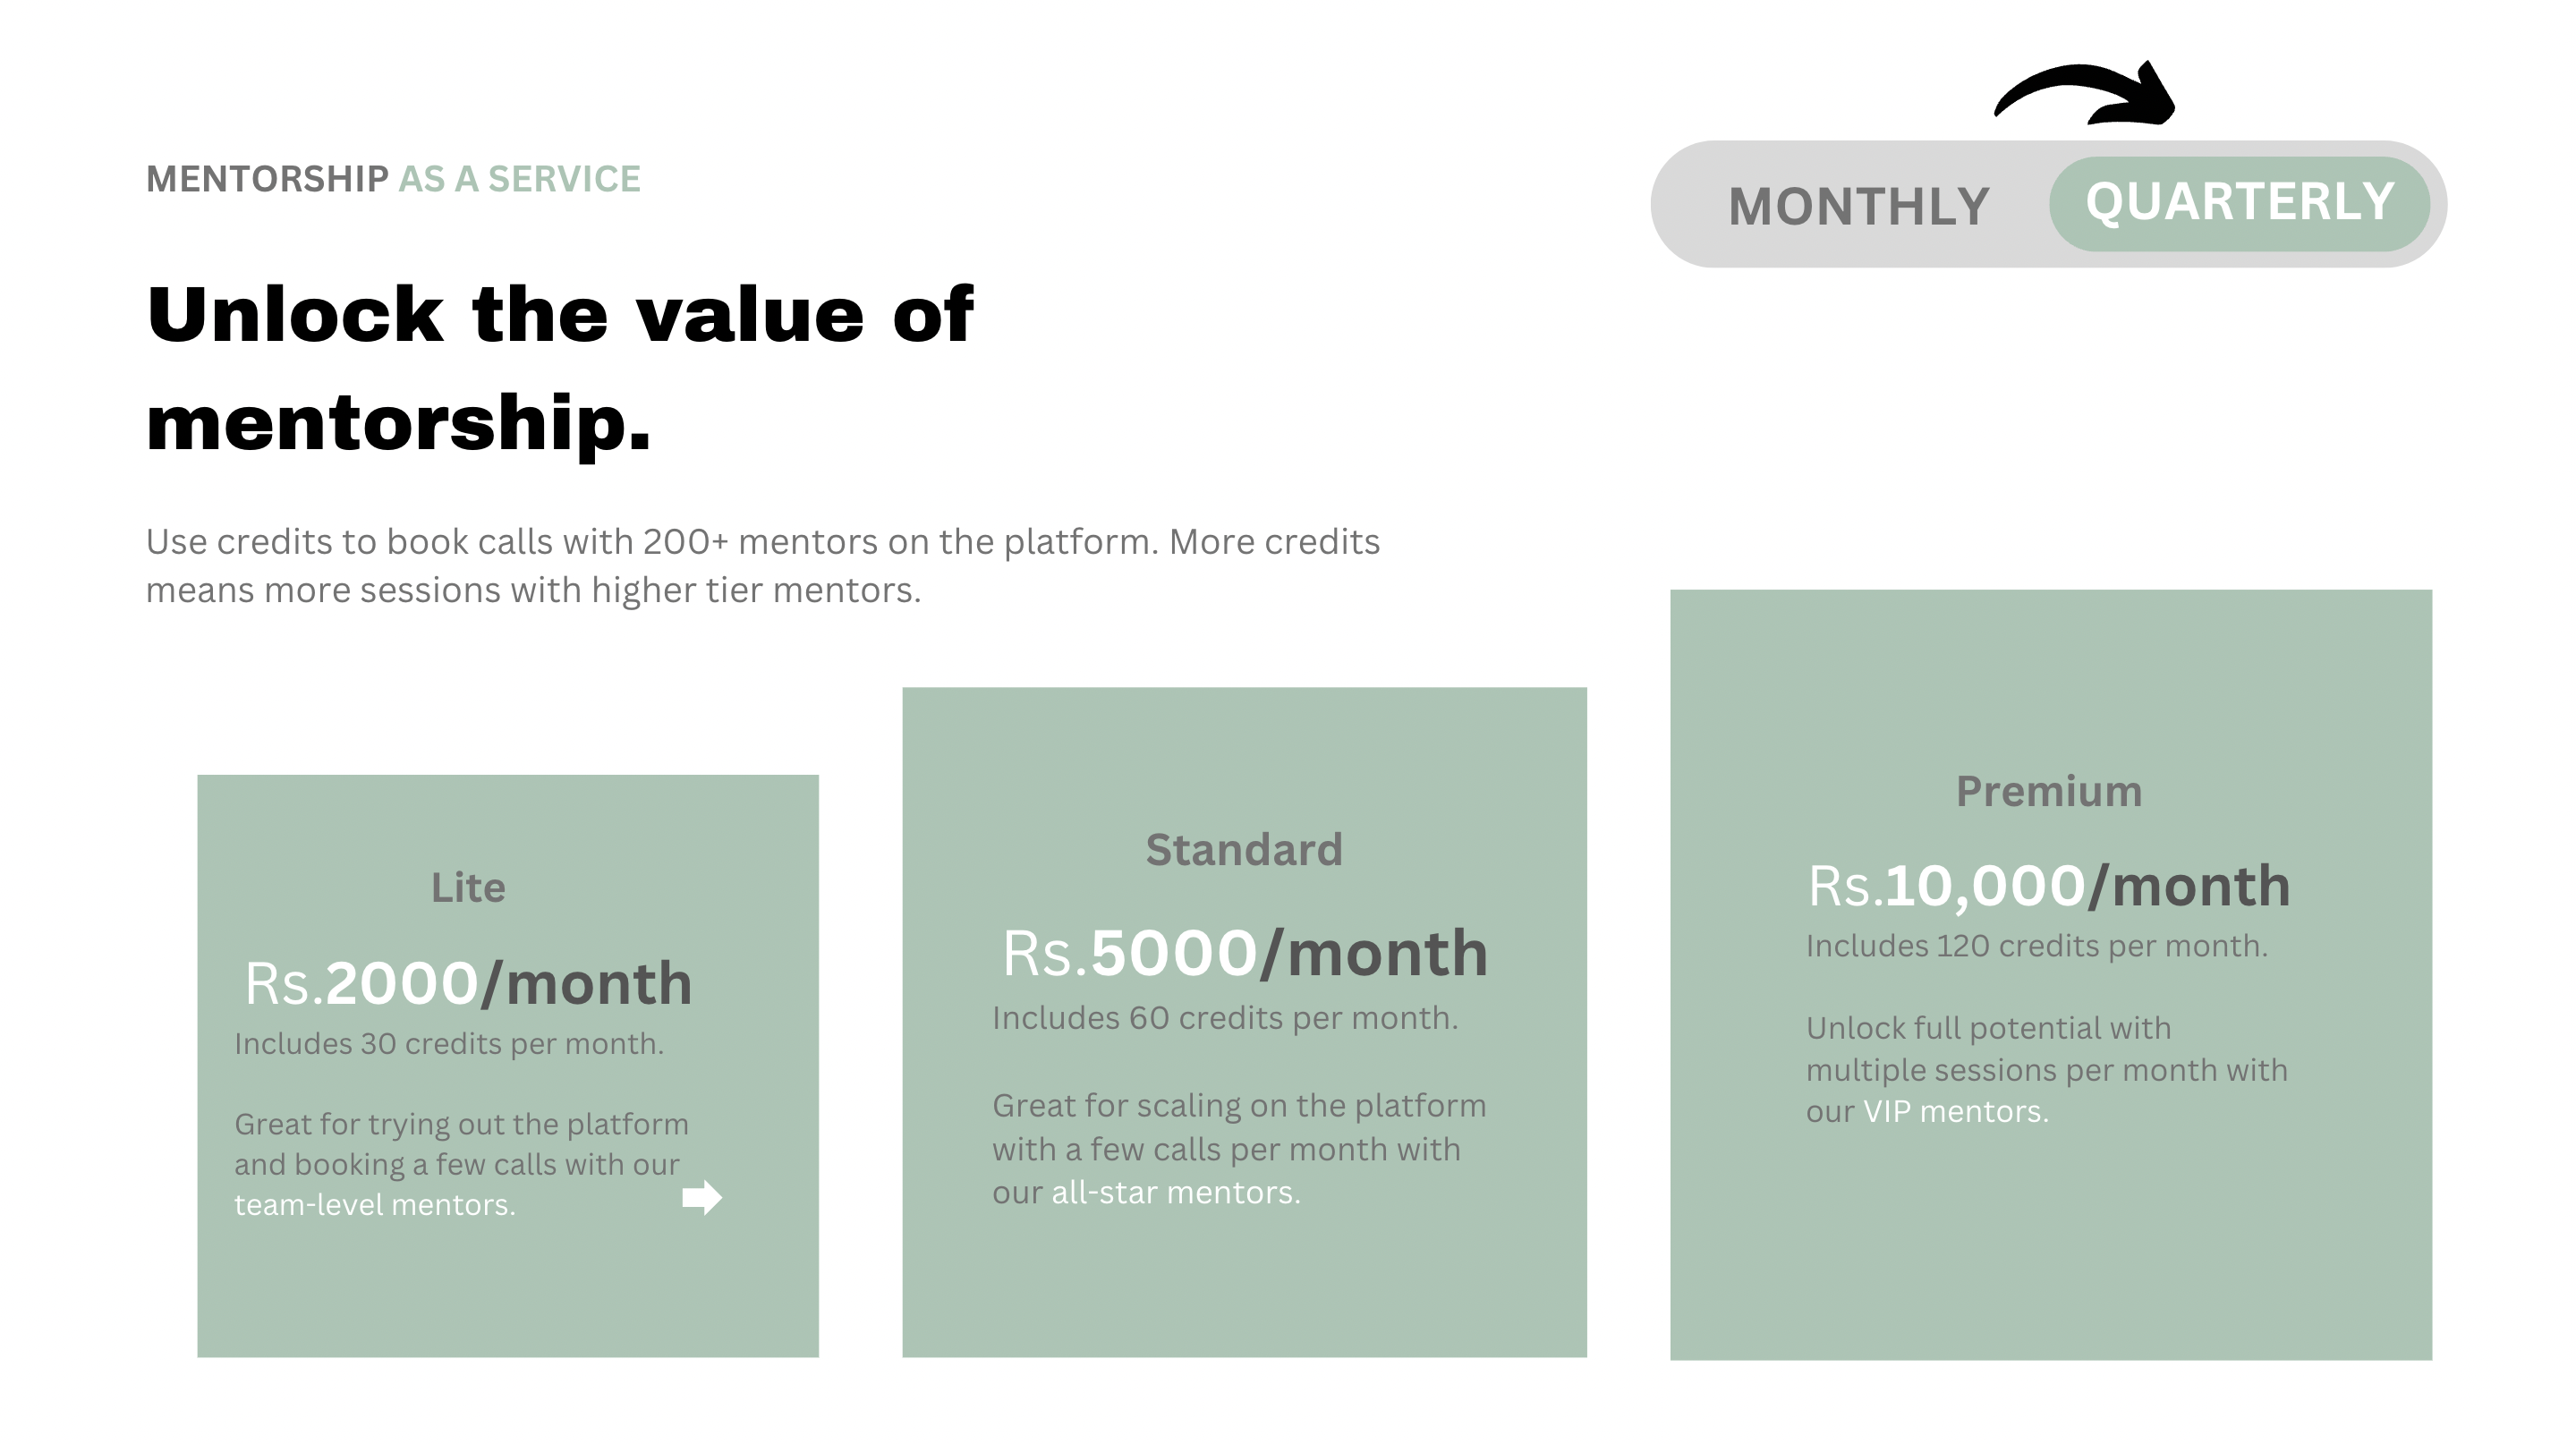 MENTORSHIP AS A SERVICE
MONTHLY
QUARTERLY
Unlock the value of
mentorship.
Use credits to book calls with 200+ mentors on the platform. More credits
means more sessions with higher tier mentors.
Lite
Rs.2000/month
Includes 30 credits per month.
Great for trying out the platform
and booking a few calls with our
team-level mentors.
Standard
Rs.5000/month
Includes 60 credits per month.
Great for scaling on the platform
with a few calls per month with
our all-star mentors.
Premium
Rs.10,000/month
Includes 120 credits per month.
Unlock full potential with
multiple sessions per month with
our VIP mentors.